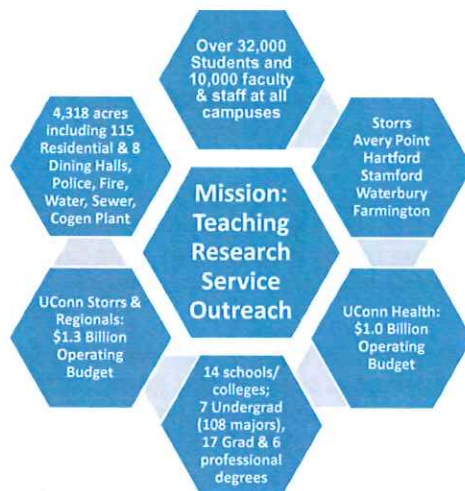 Over 32,000
Students and
10,000 faculty
& staff at all
campuses
4,318 acres
including 115
Residential & 8
Dining Halls,
Police, Fire,
Water, Sewer,
Cogen Plant
Storrs
Avery Point
Hartford
Stamford
Waterbury
Farmington
Mission:
Teaching
Research
Service
Outreach
UConn Storrs &
Regionals:
$1.3 Billion
Operating
Budget
UConn Health:
$1.0 Billion
Operating
Budget
14 schools/
colleges;
7 Undergrad
(108 majors),
17 Grad & 6
professional
degrees